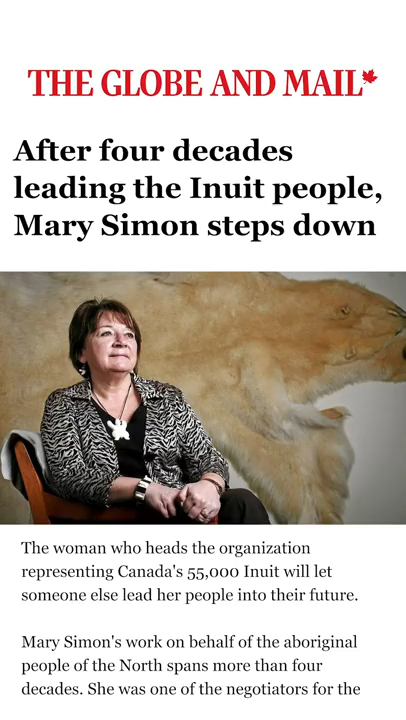 THE GLOBE AND MAIL
After four decades
leading the Inuit people,
Mary Simon steps down
The woman who heads the organization
representing Canada's 55,000 Inuit will let
someone else lead her people into their future.
Mary Simon's work on behalf of the aboriginal
people of the North spans more than four
decades. She was one of the negotiators for the